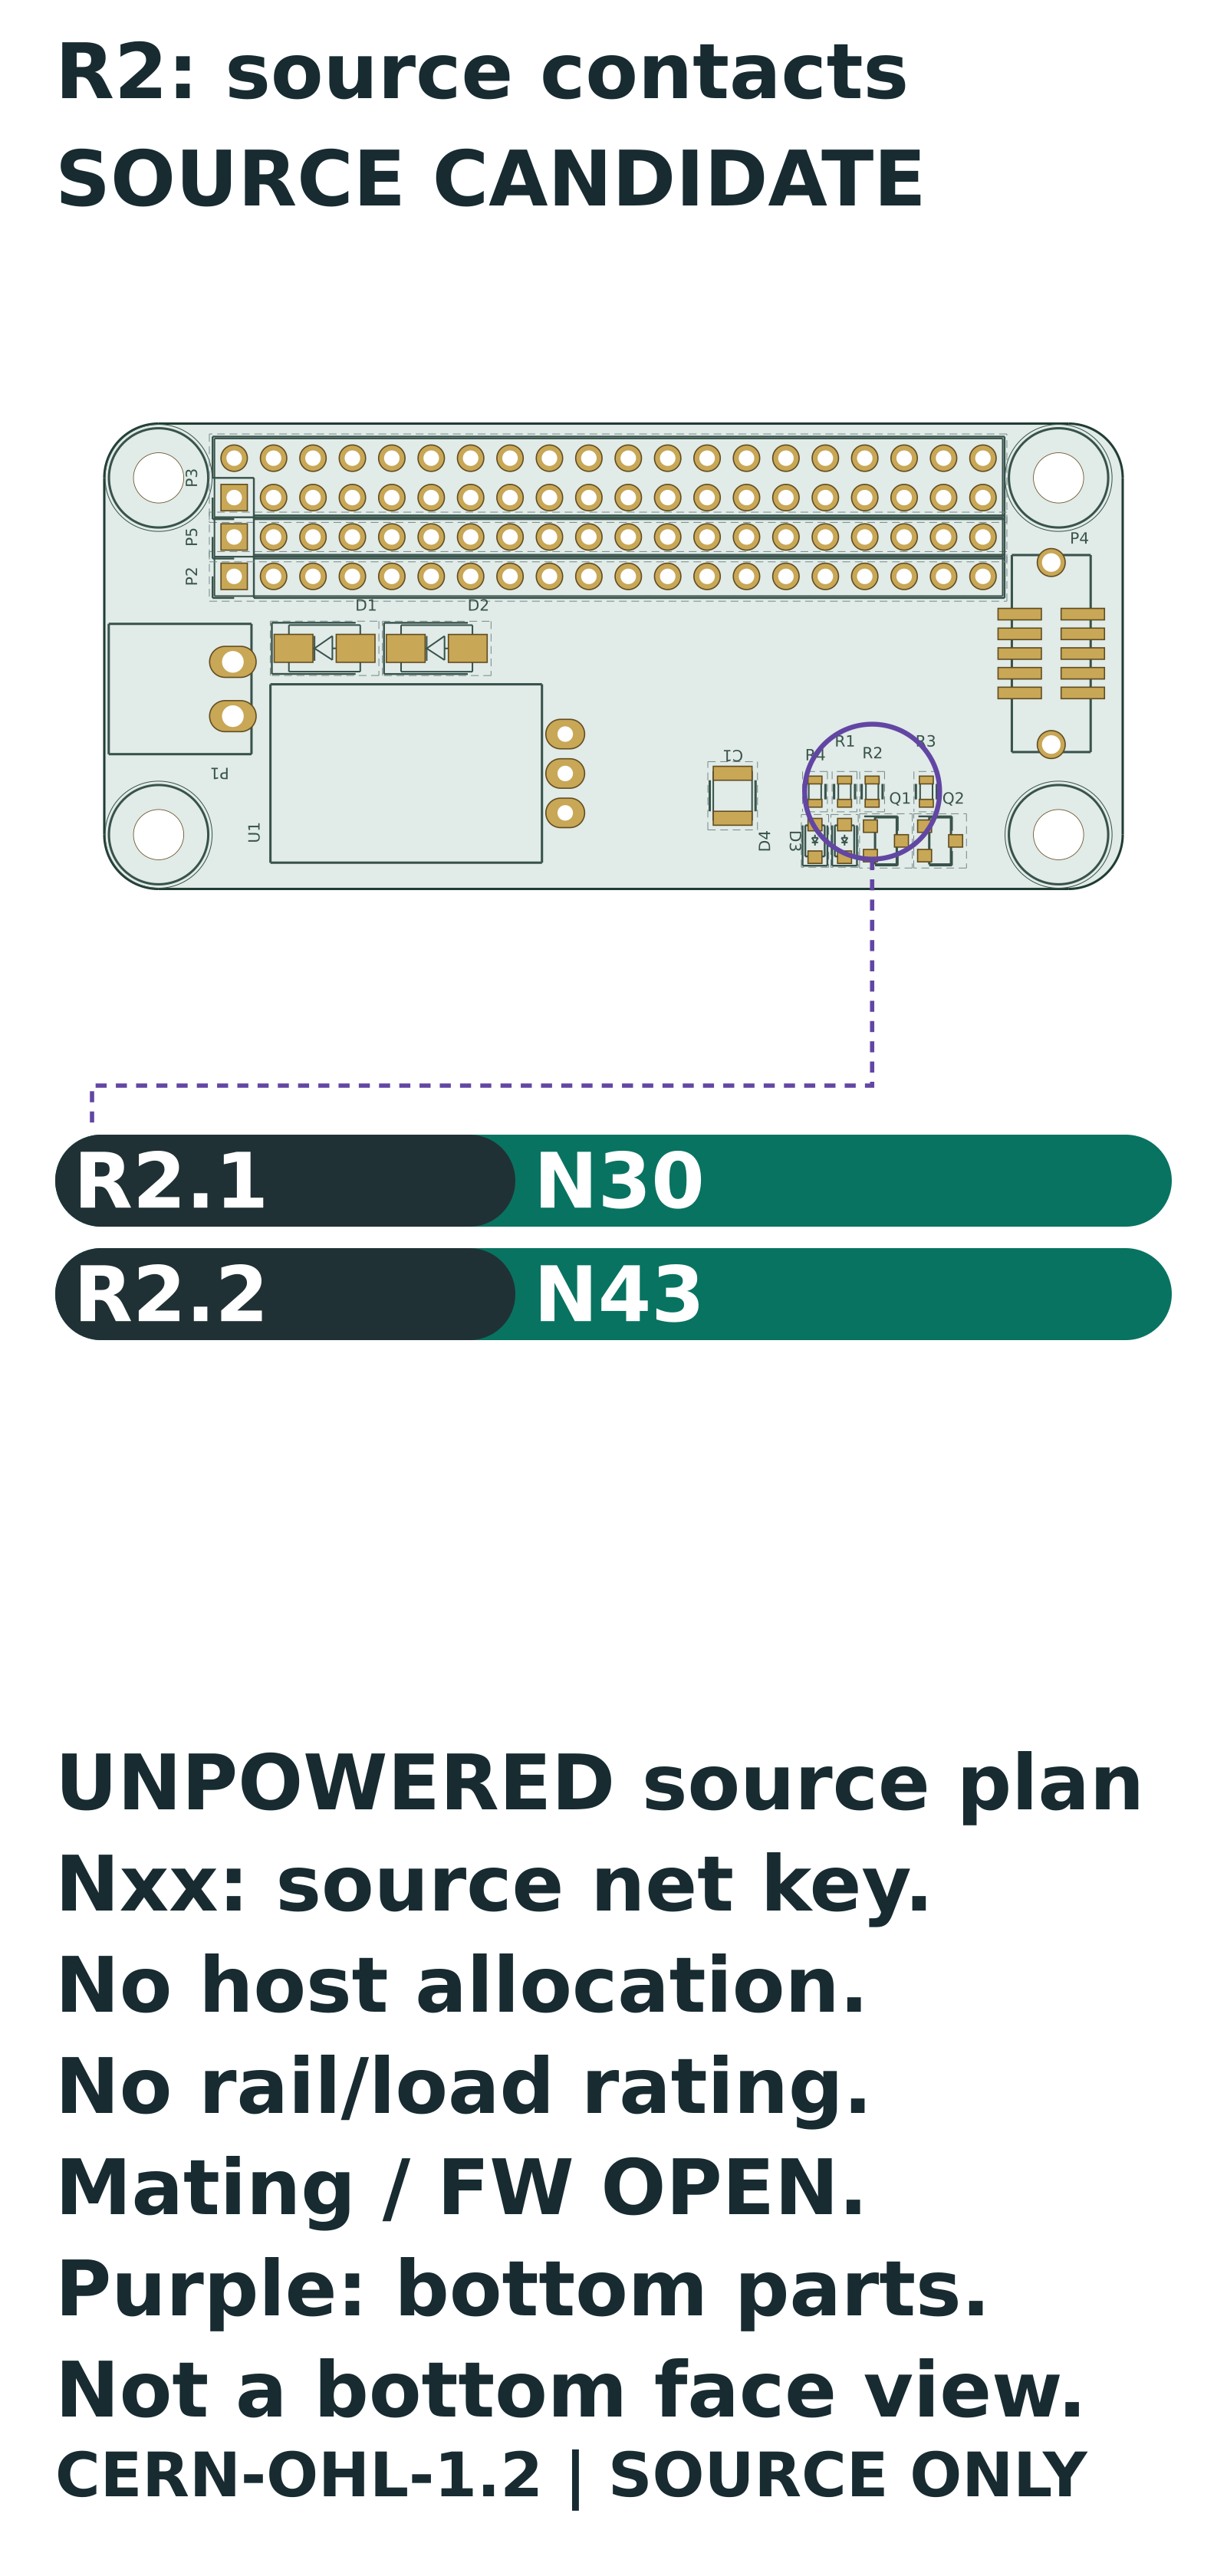 R2: source contacts
SOURCE CANDIDATE
P3
P5
P2
P4
D1 D2
P1
U1
C1
R4 R1 R2 R3
Q1 Q2
D4 D3
R2.1 N30
R2.2 N43
UNPOWERED source plan
Nxx: source net key.
No host allocation.
No rail/load rating.
Mating / FW OPEN.
Purple: bottom parts.
Not a bottom face view.
CERN-OHL-1.2 | SOURCE ONLY